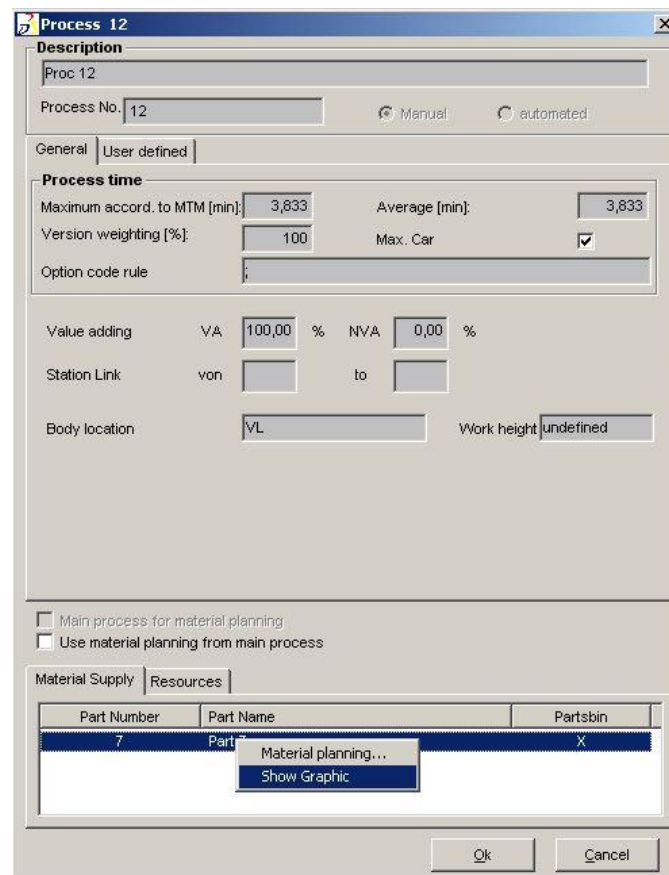 Process 12
Description
Proc 12
Process No. 12 Manual automated
General User defined
Process time
Maximum accord. to MTM [min]: 3,833 Average [min]: 3,833
Version weighting [%]: 100 Max. Car
Option code rule ;
Value adding VA 100,00 % NVA 0,00 %
Station Link von to
Body location VL Work height undefined
Main process for material planning
Use material planning from main process
Material Supply Resources
Part Number Part Name Partsbin
7 Part 7 X
Material planning...
Show Graphic
Ok Cancel